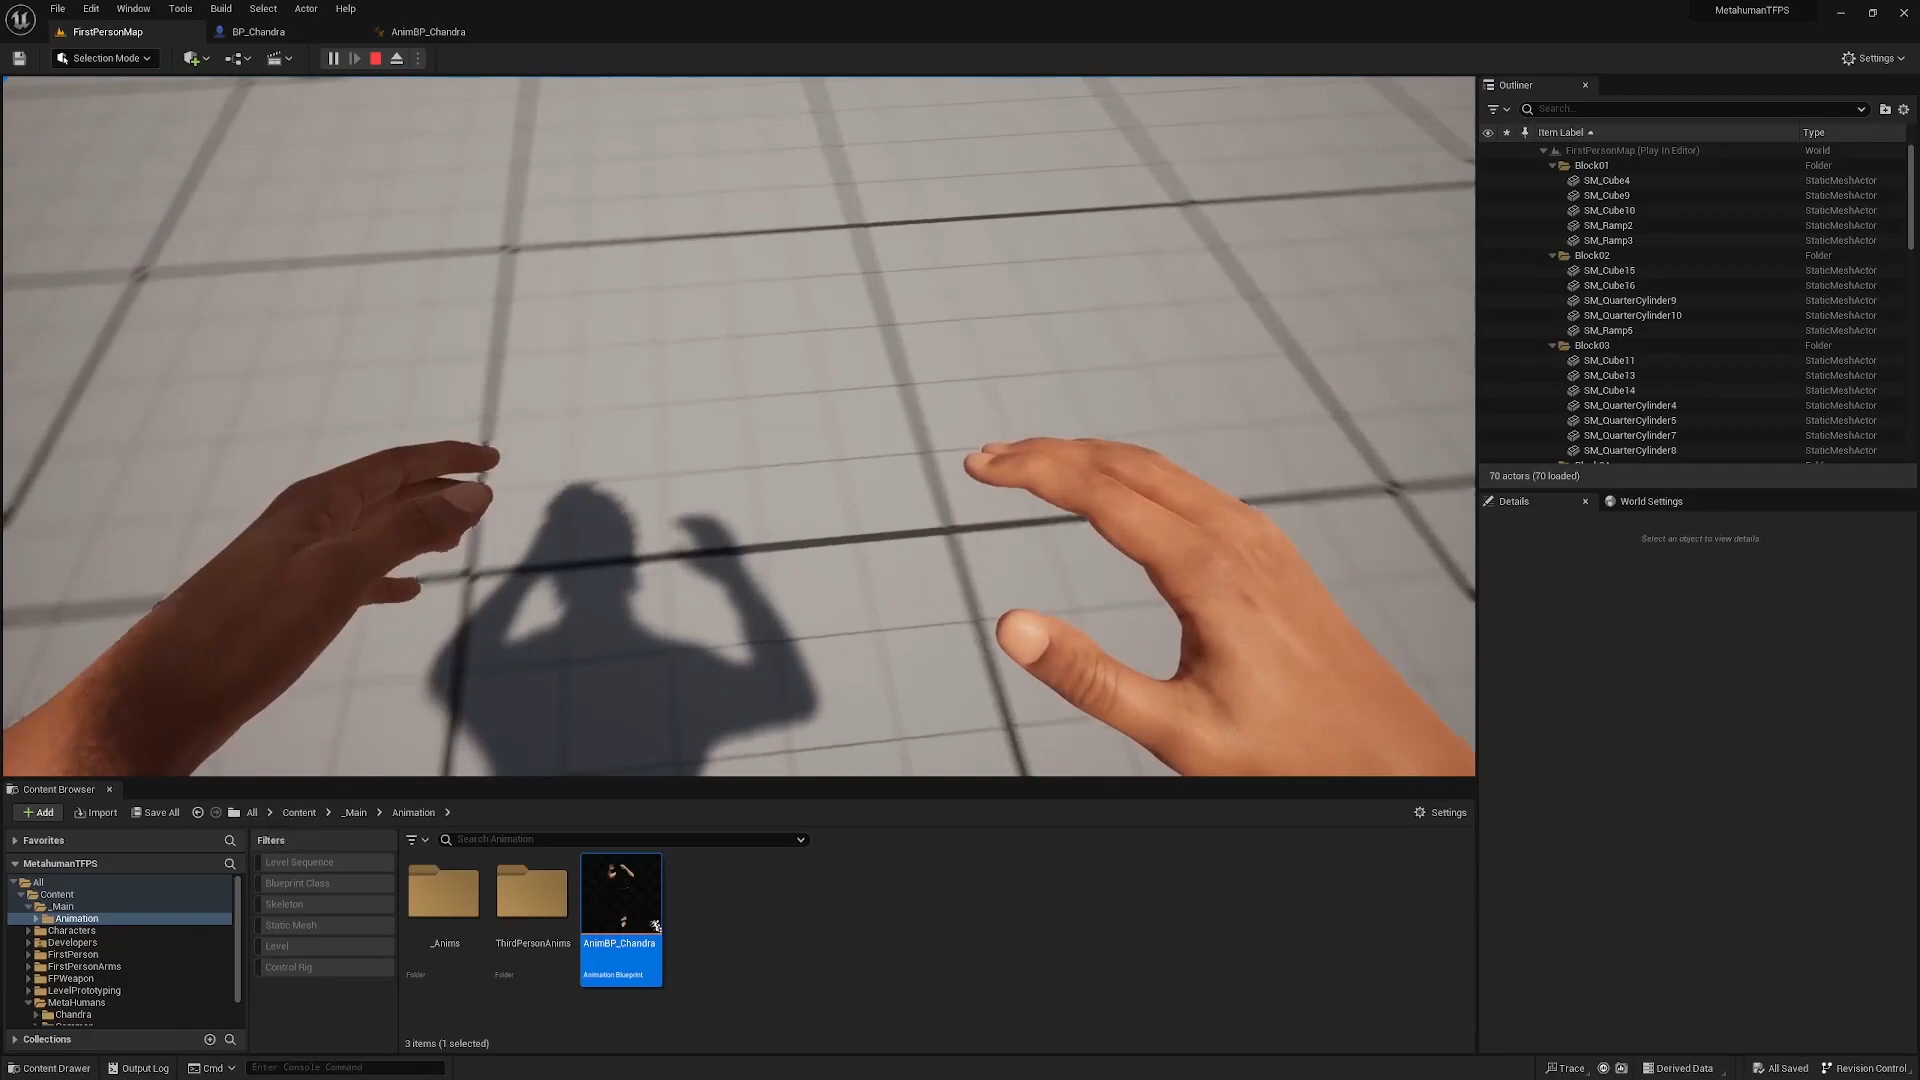 File Edit Window Tools Build Select Actor Help
MetahumanTFPS
FirstPersonMap
BP_Chandra
AnimBP_Chandra
Selection Mode
Settings
Outliner
Search...
Item Label
Type
FirstPersonMap (Play In Editor) World
Block01 Folder
SM_Cube4 StaticMeshActor
SM_Cube9 StaticMeshActor
SM_Cube10 StaticMeshActor
SM_Ramp2 StaticMeshActor
SM_Ramp3 StaticMeshActor
Block02 Folder
SM_Cube15 StaticMeshActor
SM_Cube16 StaticMeshActor
SM_QuarterCylinder9 StaticMeshActor
SM_QuarterCylinder10 StaticMeshActor
SM_Ramp5 StaticMeshActor
Block03 Folder
SM_Cube11 StaticMeshActor
SM_Cube13 StaticMeshActor
SM_Cube14 StaticMeshActor
SM_QuarterCylinder4 StaticMeshActor
SM_QuarterCylinder5 StaticMeshActor
SM_QuarterCylinder7 StaticMeshActor
SM_QuarterCylinder8 StaticMeshActor
70 actors (70 loaded)
Details
World Settings
Select an object to view details.
Content Browser
Add
Import
Save All
All
Content
_Main
Animation
Settings
Favorites
MetahumanTFPS
All
Content
_Main
Animation
Characters
Developers
FirstPerson
FirstPersonArms
FPWeapon
LevelPrototyping
MetaHumans
Chandra
Collections
Filters
Level Sequence
Blueprint Class
Skeleton
Static Mesh
Level
Control Rig
Search Animation
_Anims
Folder
ThirdPersonAnims
Folder
AnimBP_Chandra
Animation Blueprint
3 items (1 selected)
Content Drawer
Output Log
Cmd
Enter Console Command
Trace
Derived Data
All Saved
Revision Control